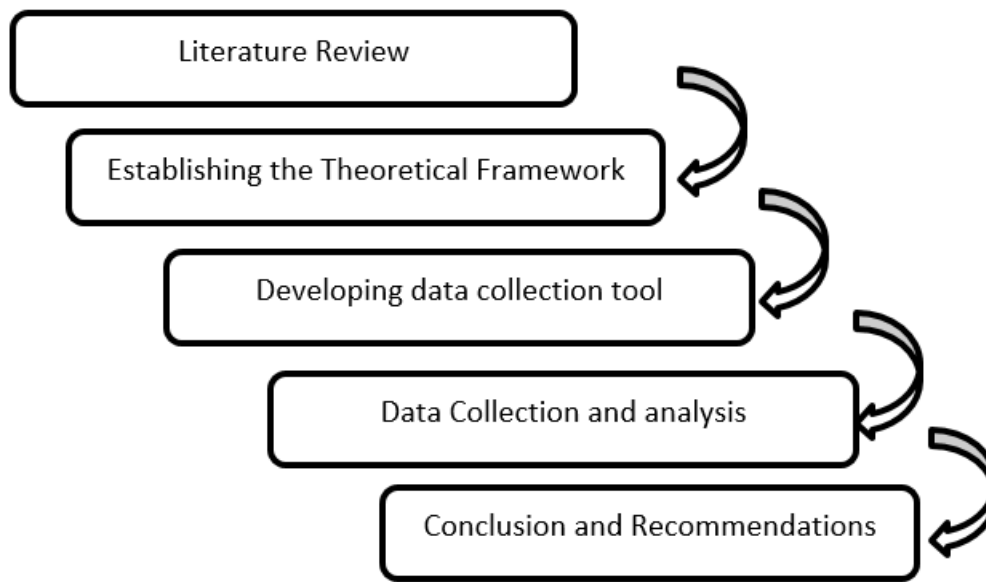 Literature Review
Establishing the Theoretical Framework
Developing data collection tool
Data Collection and analysis
Conclusion and Recommendations